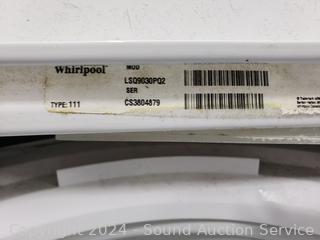 Whirlpool
MOD
LSQ9030PQ2
SER
TYPE: 111 CS3804879
Copyright 2024 - Sound Auction Service